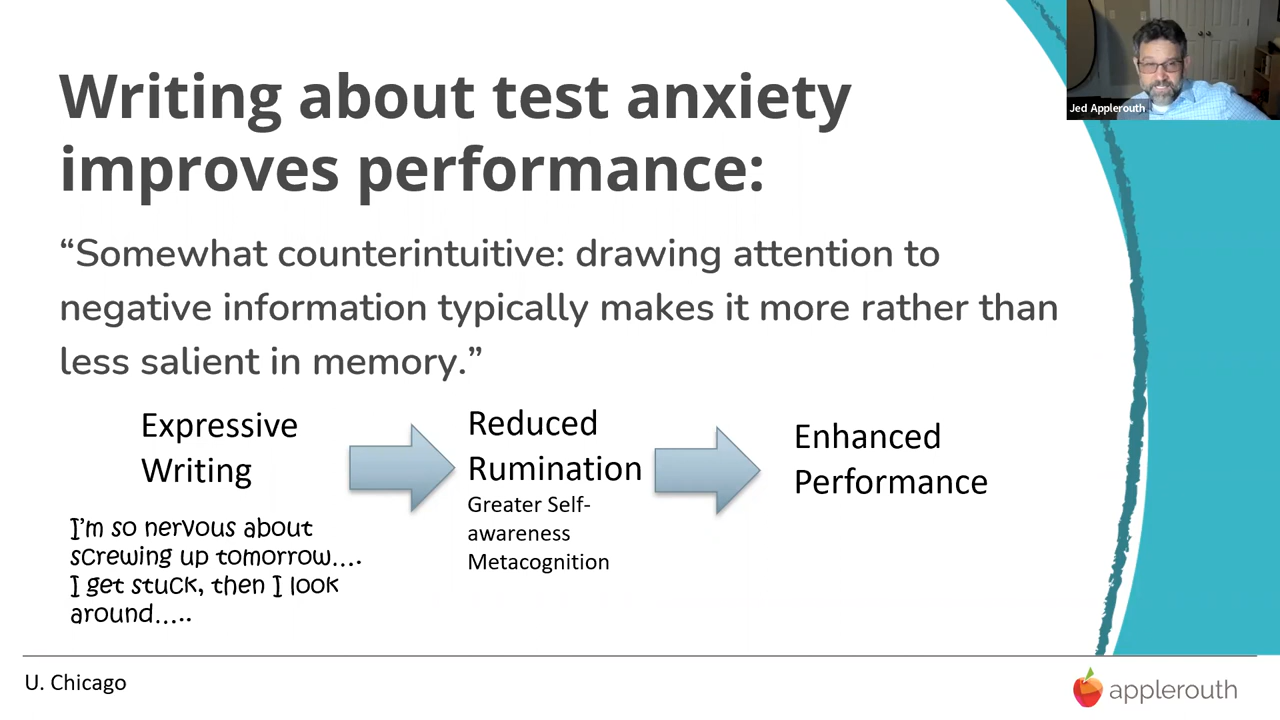 Writing about test anxiety
improves performance:
“Somewhat counterintuitive: drawing attention to
negative information typically makes it more rather than
less salient in memory.”
Expressive
Writing
I’m so nervous about
screwing up tomorrow….
I get stuck, then I look
around…..
Reduced
Rumination
Greater Self-
awareness
Metacognition
Enhanced
Performance
U. Chicago
applerouth
Jed Applerouth